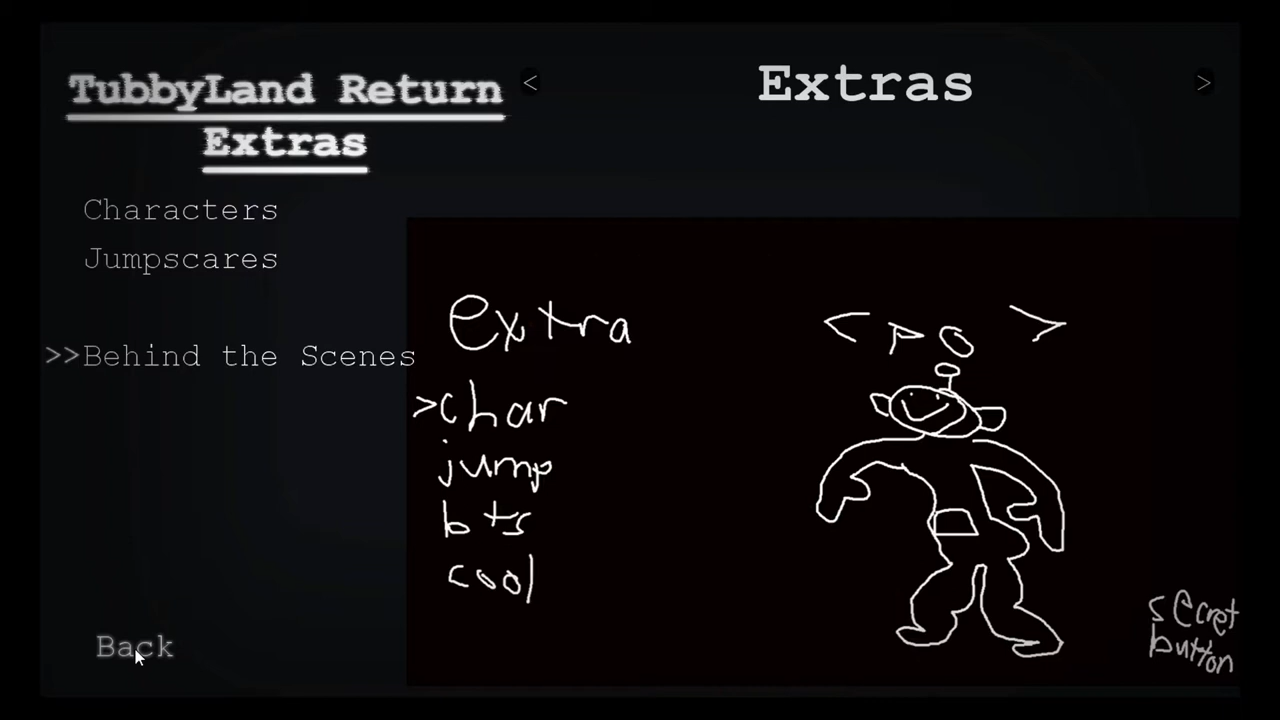 TubbyLand Return
Extras
< Extras >
Characters
Jumpscares
>>Behind the Scenes
Back
extra
< po >
>char
jump
bts
cool
secret
button